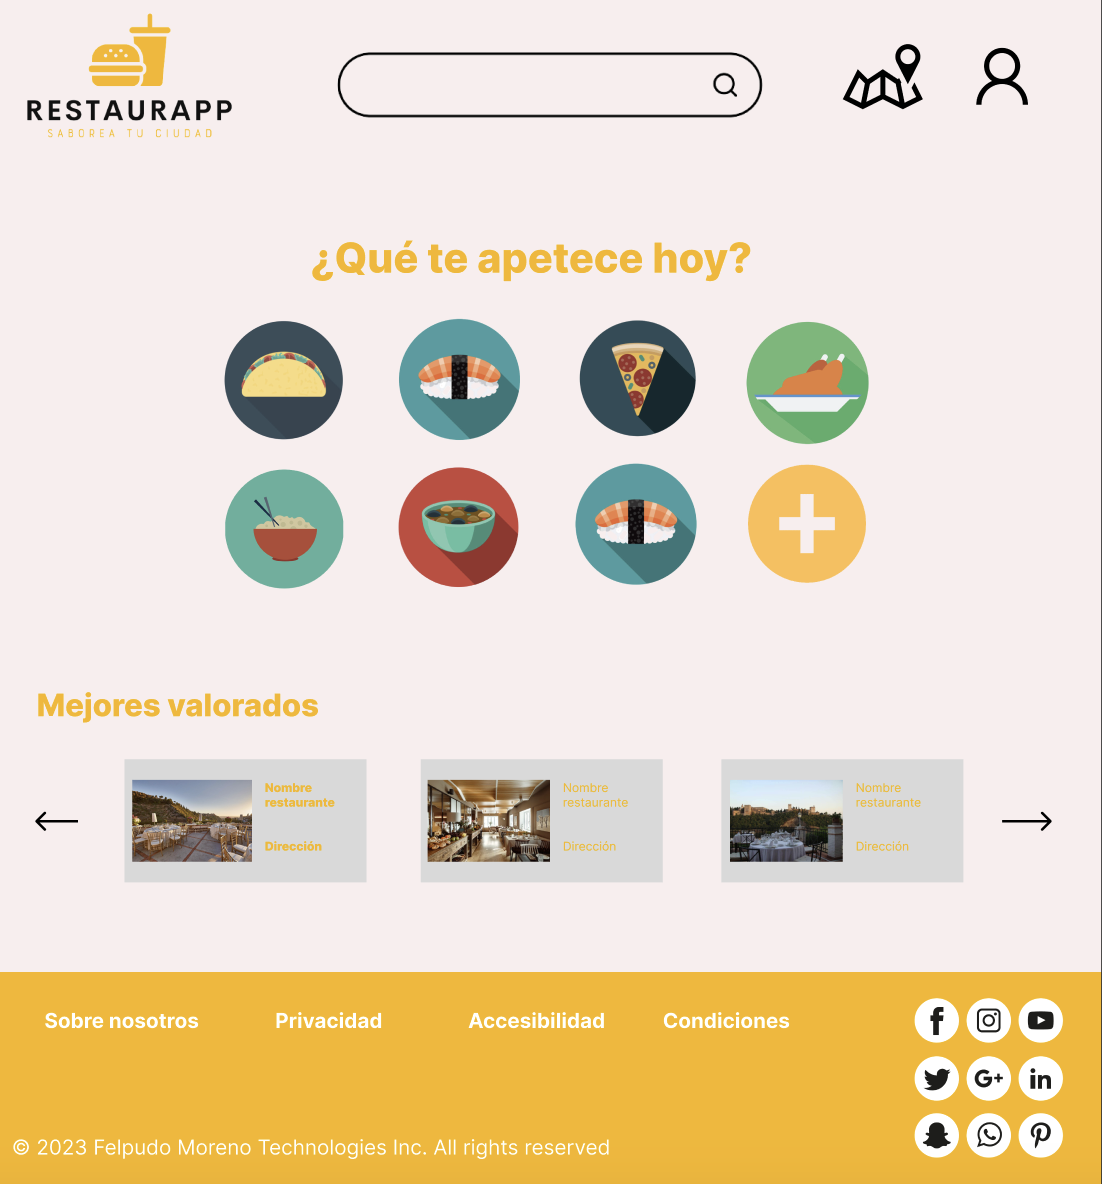 RESTAURAPP
SABOREA TU CIUDAD
¿Qué te apetece hoy?
Mejores valorados
Nombre
restaurante
Dirección
Nombre
restaurante
Dirección
Nombre
restaurante
Dirección
Sobre nosotros
Privacidad
Accesibilidad
Condiciones
© 2023 Felpudo Moreno Technologies Inc. All rights reserved